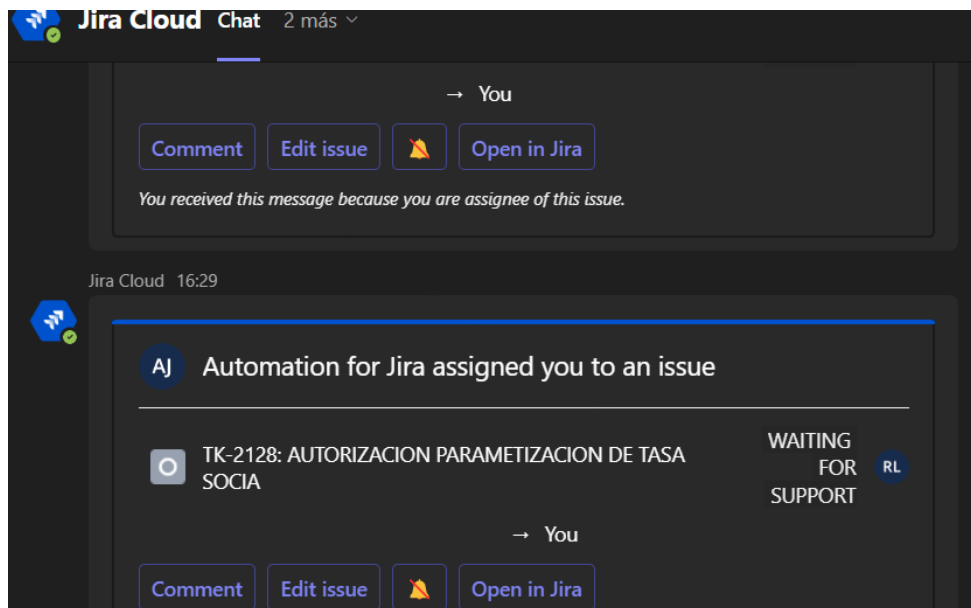 Jira Cloud Chat 2 más
→ You
Comment Edit issue Open in Jira
You received this message because you are assignee of this issue.
Jira Cloud 16:29
AJ Automation for Jira assigned you to an issue
TK-2128: AUTORIZACION PARAMETIZACION DE TASA
SOCIA
WAITING
FOR
SUPPORT
RL
→ You
Comment Edit issue Open in Jira